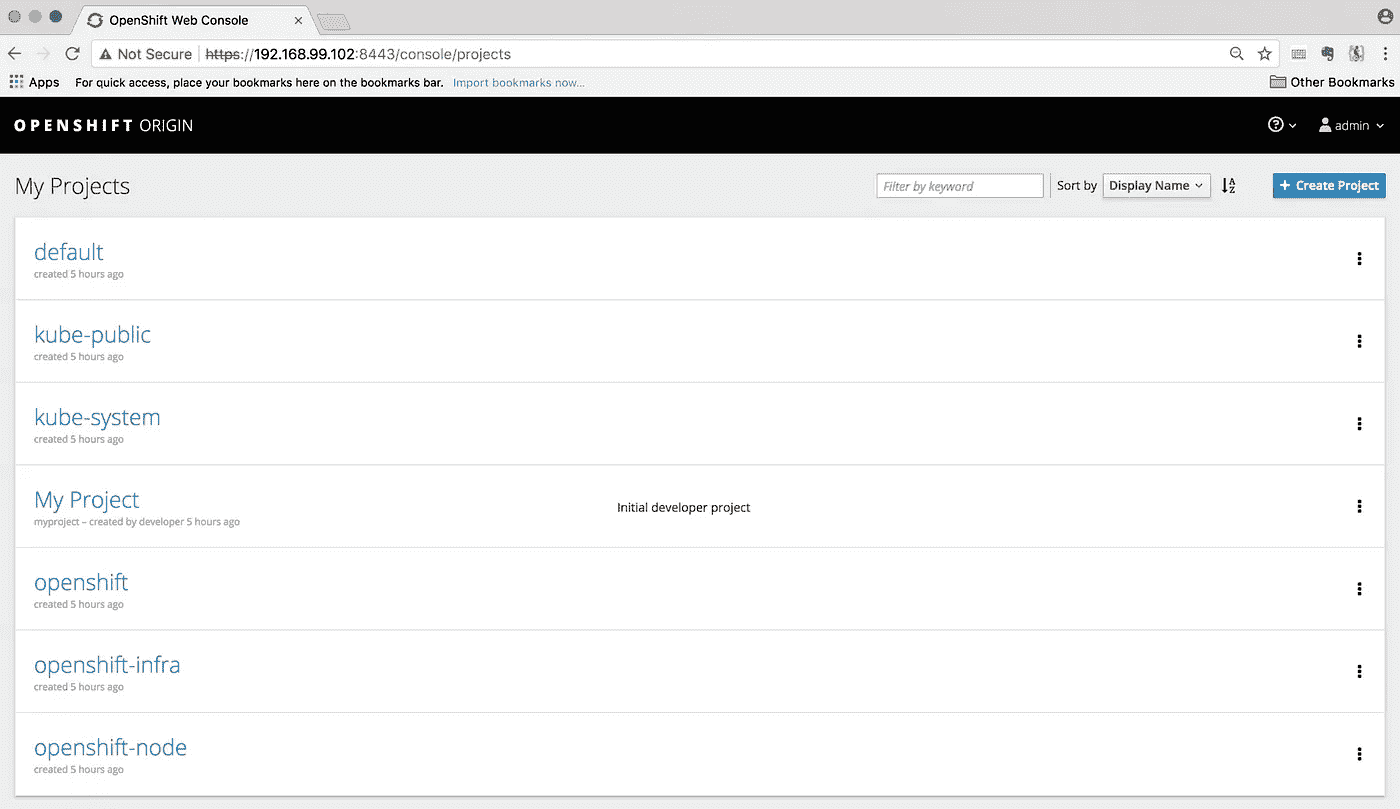 OpenShift Web Console
Not Secure https://192.168.99.102:8443/console/projects
Apps For quick access, place your bookmarks here on the bookmarks bar. Import bookmarks now... Other Bookmarks
OPENSHIFT ORIGIN admin
My Projects Filter by keyword Sort by Display Name Create Project
default
created 5 hours ago
kube-public
created 5 hours ago
kube-system
created 5 hours ago
My Project
Initial developer project
myproject – created by developer 5 hours ago
openshift
created 5 hours ago
openshift-infra
created 5 hours ago
openshift-node
created 5 hours ago